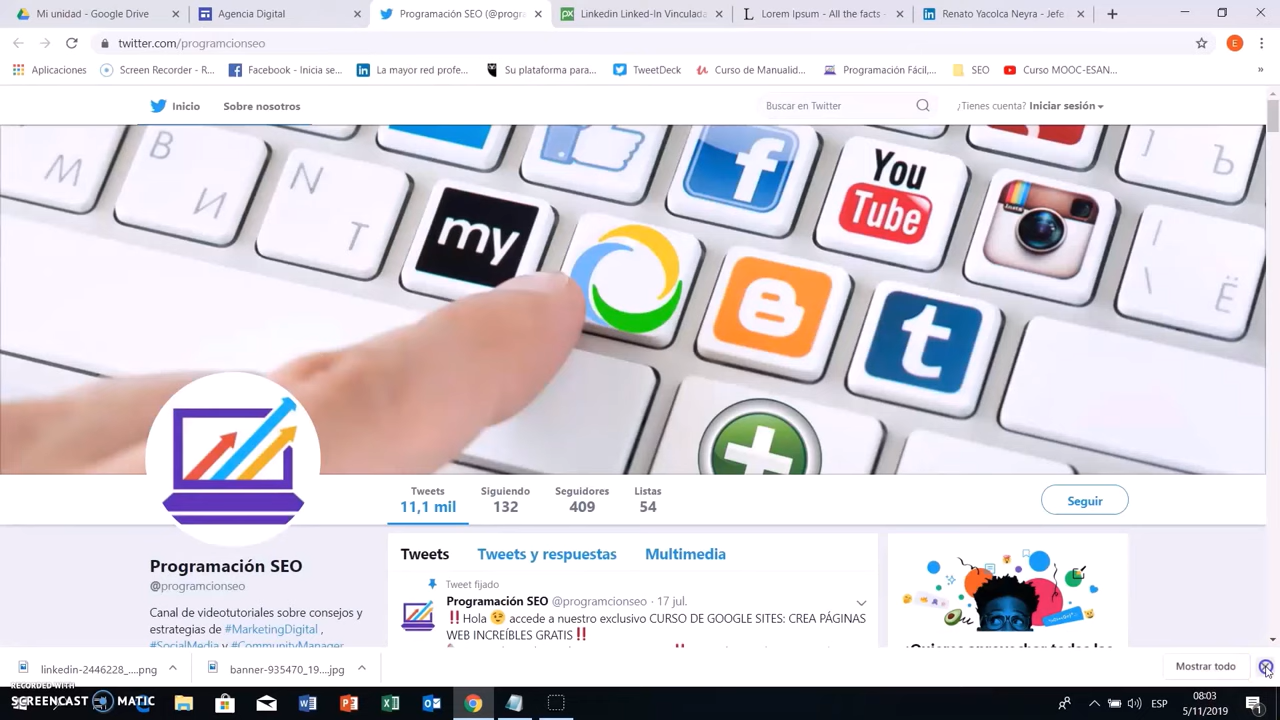 Mi unidad - Google Drive
Agencia Digital
Programación SEO (@progra
Linkedin Linked-In Vinculada
Lorem Ipsum - All the facts -
Renato Yacolca Neyra - Jefe
twitter.com/programcionseo
E
Aplicaciones
Screen Recorder - R...
Facebook - Inicia se...
La mayor red profe...
Su plataforma para...
TweetDeck
Curso de Manualid...
Programación Fácil,...
SEO
Curso MOOC-ESAN...
»
Inicio
Sobre nosotros
Buscar en Twitter
¿Tienes cuenta? Iniciar sesión
М
B
И
N
Т
my
f
You
Tube
t
Ъ
Ё
Tweets
11,1 mil
Siguiendo
132
Seguidores
409
Listas
54
Seguir
Programación SEO
@programcionseo
Canal de videotutoriales sobre consejos y
estrategias de #MarketingDigital ,
#SocialMedia y #CommunityManager
Tweets
Tweets y respuestas
Multimedia
Tweet fijado
Programación SEO @programcionseo · 17 jul.
‼Hola 😉 accede a nuestro exclusivo CURSO DE GOOGLE SITES: CREA PÁGINAS
WEB INCREÍBLES GRATIS ‼
linkedin-2446228_....png
banner-935470_19....jpg
Mostrar todo
RECORDED WITH
SCREENCAST MATIC
ESP
08:03
5/11/2019
1